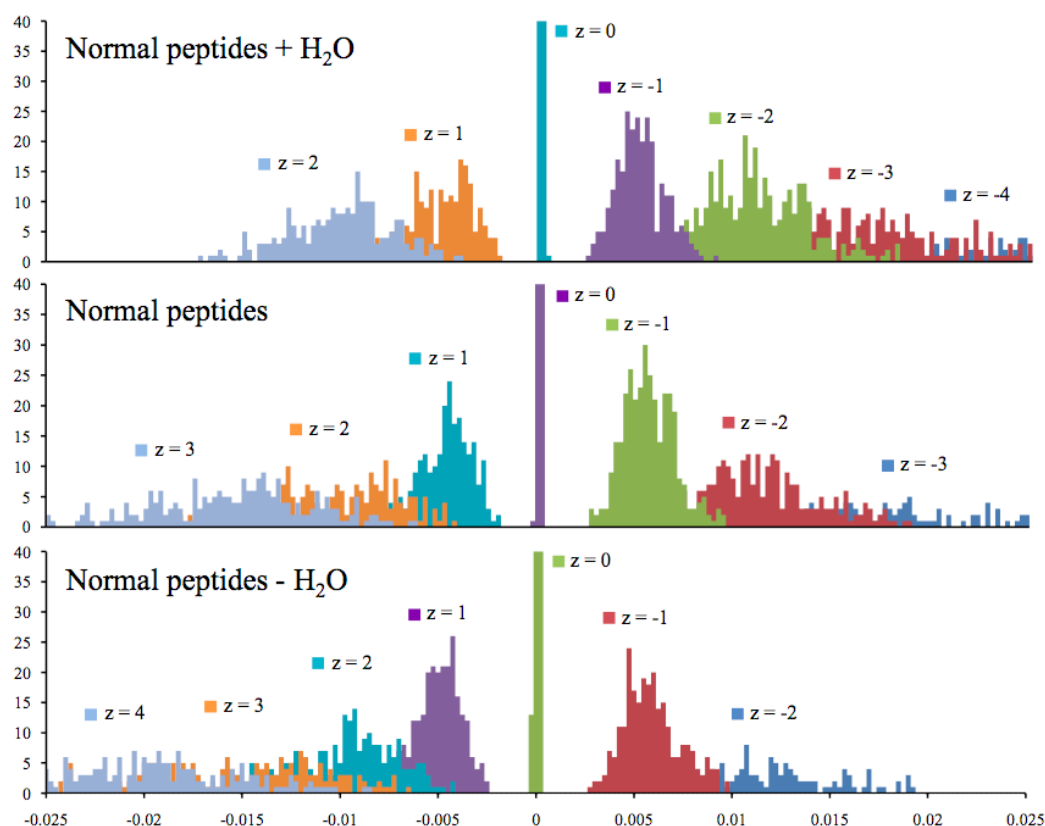 40
35
30
25
20
15
10
5
0
Normal peptides + H₂O
z = 0
z = -1
z = -2
z = 1
z = 2
z = -3
z = -4
40
35
30
25
20
15
10
5
0
Normal peptides
z = 0
z = -1
z = 1
z = 2
z = -2
z = 3
z = -3
40
35
30
25
20
15
10
5
0
Normal peptides - H₂O
z = 0
z = 1
z = -1
z = 2
z = 4
z = 3
z = -2
-0.025 -0.02 -0.015 -0.01 -0.005 0 0.005 0.01 0.015 0.02 0.025